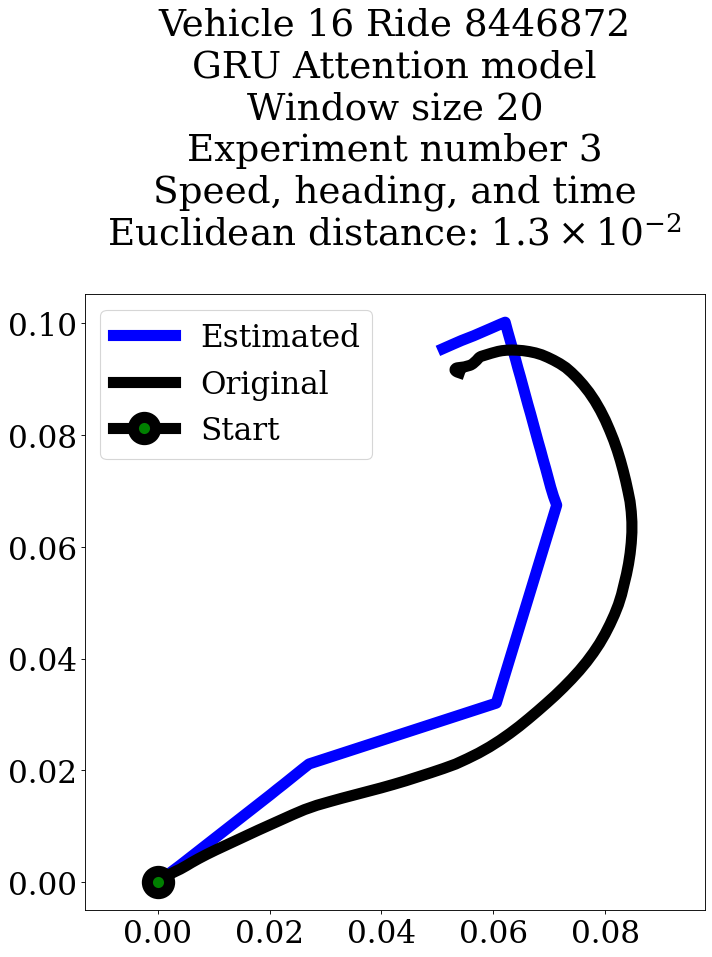 Vehicle 16 Ride 8446872
GRU Attention model
Window size 20
Experiment number 3
Speed, heading, and time
Euclidean distance: 1.3 × 10⁻²
Estimated
Original
Start
0.10
0.08
0.06
0.04
0.02
0.00
0.00 0.02 0.04 0.06 0.08